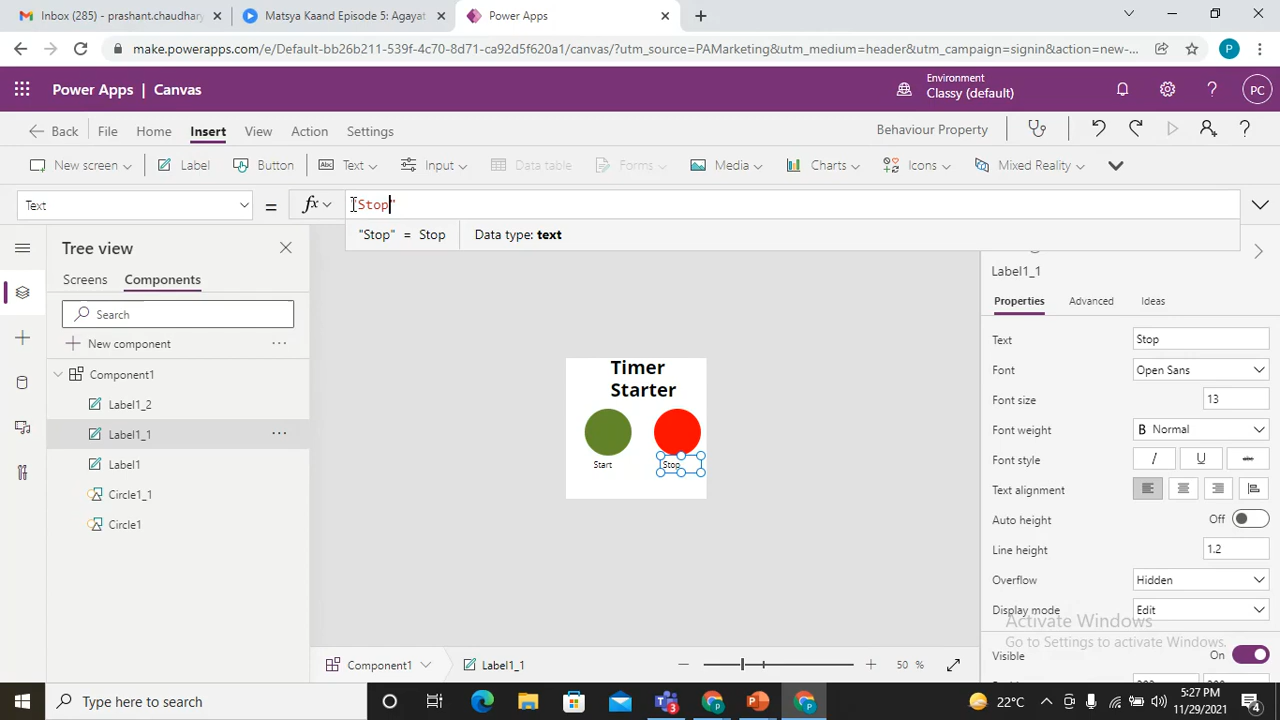 Inbox (285) - prashant.chaudhary
Matsya Kaand Episode 5: Agayat
Power Apps
make.powerapps.com/e/Default-bb26b211-539f-4c70-8d71-ca92d5f620a1/canvas/?utm_source=PAMarketing&utm_medium=header&utm_campaign=signin&action=new-...
P
Power Apps | Canvas
Environment
Classy (default)
PC
Back
File
Home
Insert
View
Action
Settings
Behaviour Property
Label
New screen
Button
Text
Input
Data table
Forms
Media
Charts
Icons
Mixed Reality
Text
=
fx
"Stop"
"Stop" = Stop
Data type: text
Tree view
Screens
Components
Search
New component
Component1
Label1_2
Label1_1
Label1
Circle1_1
Circle1
Timer
Starter
Start
Stop
Label1_1
Properties
Advanced
Ideas
Text
Stop
Font
Open Sans
Font size
13
Font weight
B Normal
Font style
Text alignment
Auto height
Off
Line height
1.2
Overflow
Hidden
Display mode
Edit
Activate Windows
Go to Settings to activate Windows.
Visible
On
Component1
Label1_1
50 %
Type here to search
3
22°C
5:27 PM
11/29/2021
4